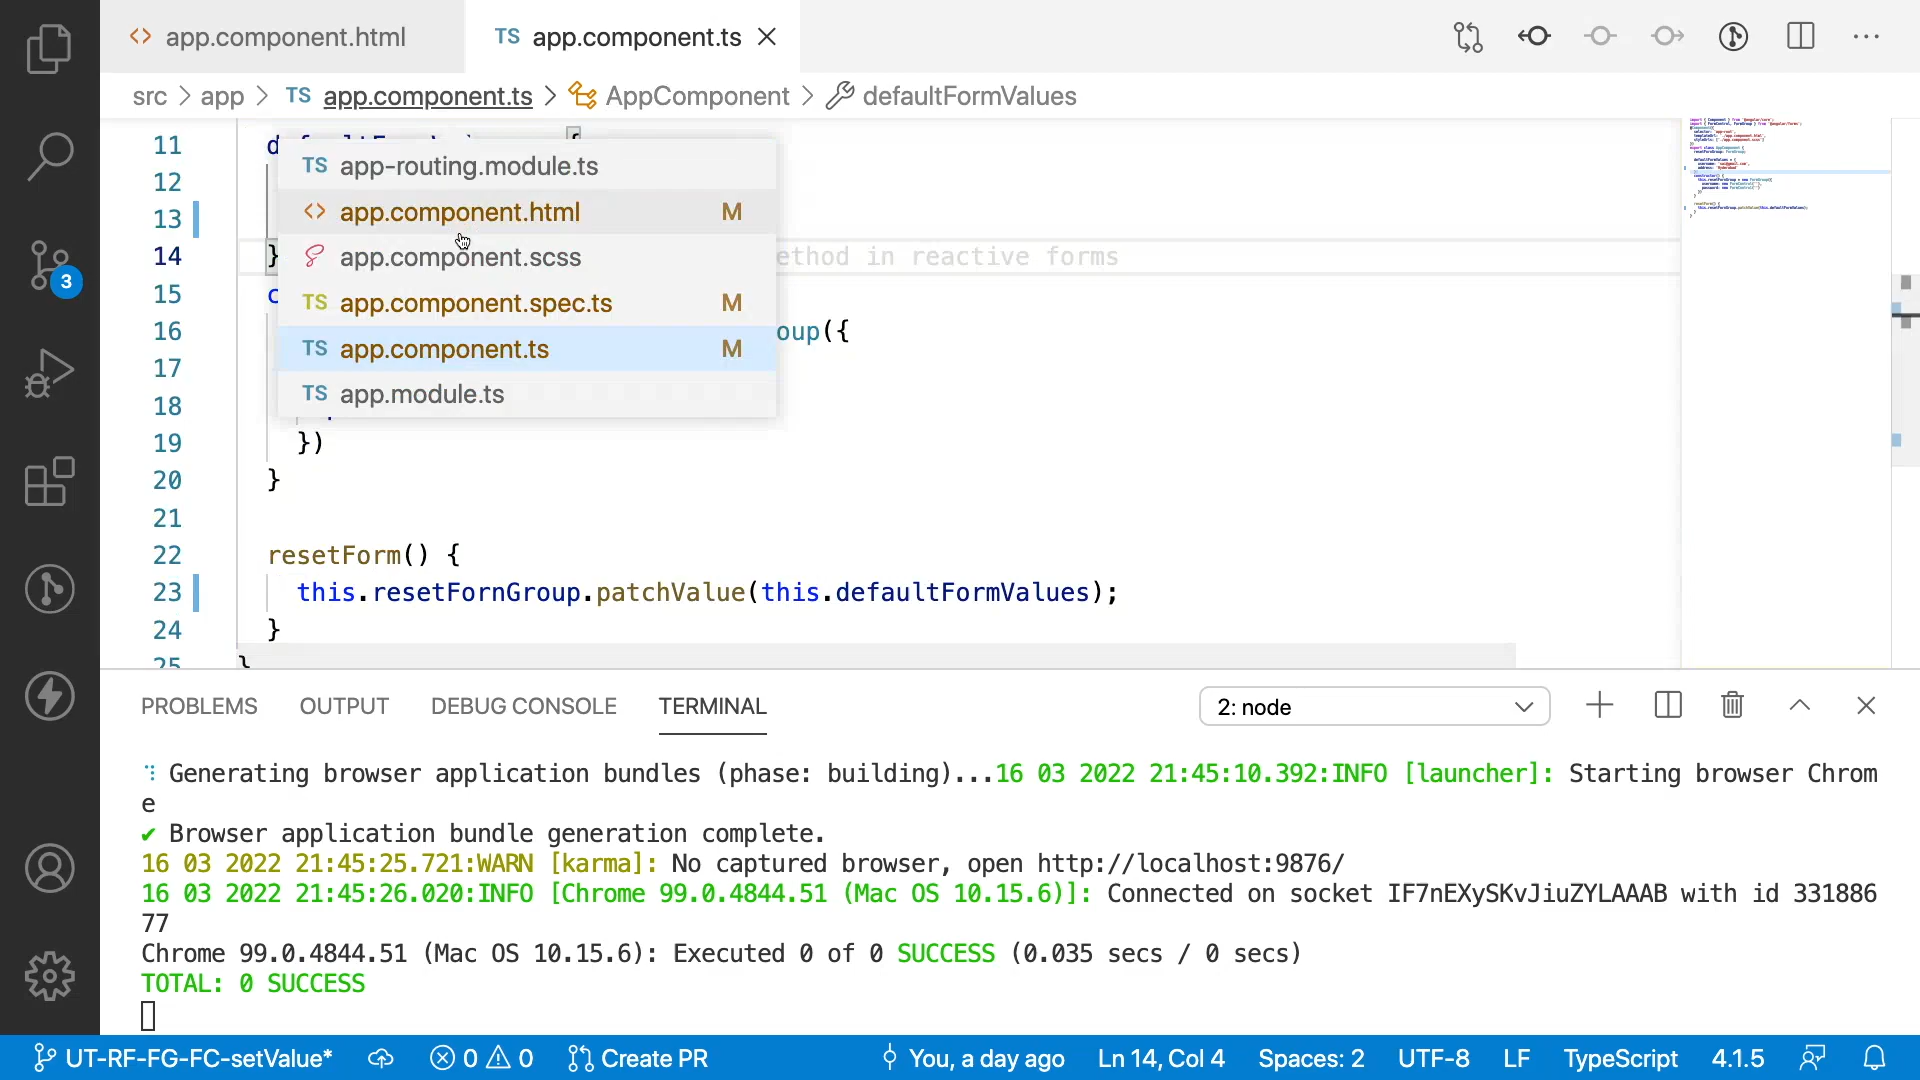 app.component.html
TS app.component.ts
src > app > TS app.component.ts > AppComponent > defaultFormValues
11
TS app-routing.module.ts
12
app.component.html M
13
14 } ethod in reactive forms
app.component.scss
15 c
TS app.component.spec.ts M
16 oup({
TS app.component.ts M
17
TS app.module.ts
18
19 })
20 }
21
22 resetForm() {
23 this.resetFornGroup.patchValue(this.defaultFormValues);
24 }
25 }
3
PROBLEMS OUTPUT DEBUG CONSOLE TERMINAL 2: node
Generating browser application bundles (phase: building)...16 03 2022 21:45:10.392:INFO [launcher]: Starting browser Chrom
e
✔ Browser application bundle generation complete.
16 03 2022 21:45:25.721:WARN [karma]: No captured browser, open http://localhost:9876/
16 03 2022 21:45:26.020:INFO [Chrome 99.0.4844.51 (Mac OS 10.15.6)]: Connected on socket IF7nEXySKvJiuZYLAAAB with id 331886
77
Chrome 99.0.4844.51 (Mac OS 10.15.6): Executed 0 of 0 SUCCESS (0.035 secs / 0 secs)
TOTAL: 0 SUCCESS
UT-RF-FG-FC-setValue* 0 0 Create PR You, a day ago Ln 14, Col 4 Spaces: 2 UTF-8 LF TypeScript 4.1.5